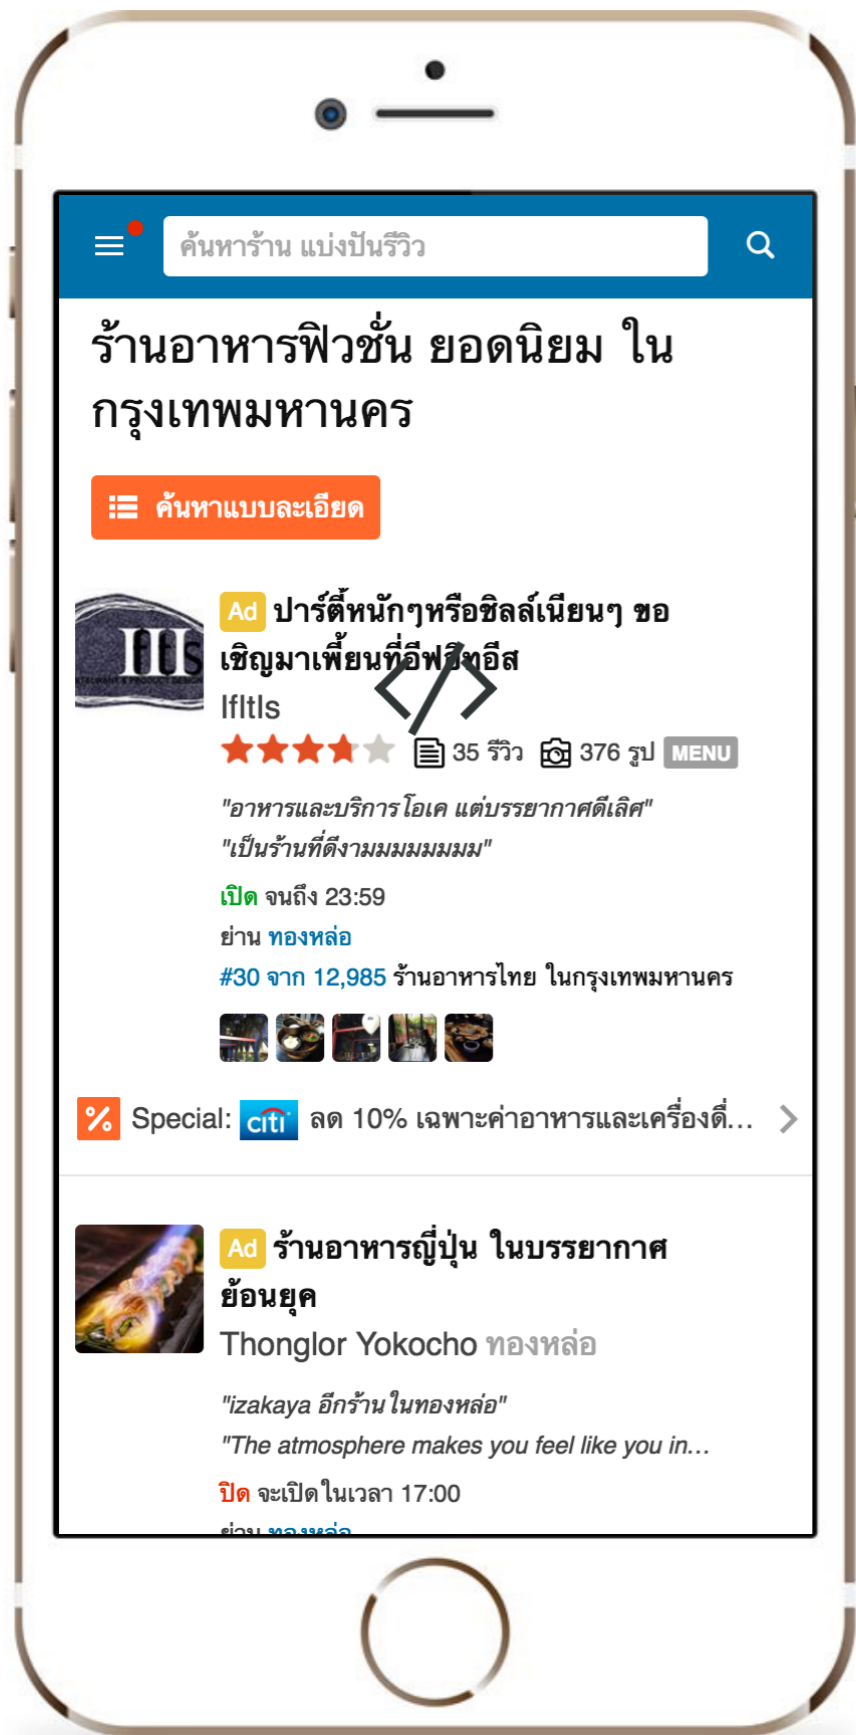 ค้นหาร้าน แบ่งปันรีวิว
ร้านอาหารฟิวชั่น ยอดนิยม ใน
กรุงเทพมหานคร
ค้นหาแบบละเอียด
Ad ปาร์ตี้หนักๆหรือชิลล์เนียนๆ ขอ
เชิญมาเพี้ยนที่อีฟอิทอีส
IfItIs
35 รีวิว 376 รูป MENU
"อาหารและบริการโอเค แต่บรรยากาศดีเลิศ"
"เป็นร้านที่ดีงามมมมมมมม"
เปิด จนถึง 23:59
ย่าน ทองหล่อ
#30 จาก 12,985 ร้านอาหารไทย ในกรุงเทพมหานคร
% Special: citi ลด 10% เฉพาะค่าอาหารและเครื่องดื่...
Ad ร้านอาหารญี่ปุ่น ในบรรยากาศ
ย้อนยุค
Thonglor Yokocho ทองหล่อ
"izakaya อีกร้านในทองหล่อ"
"The atmosphere makes you feel like you in...
ปิด จะเปิดในเวลา 17:00
ย่าน ทองหล่อ